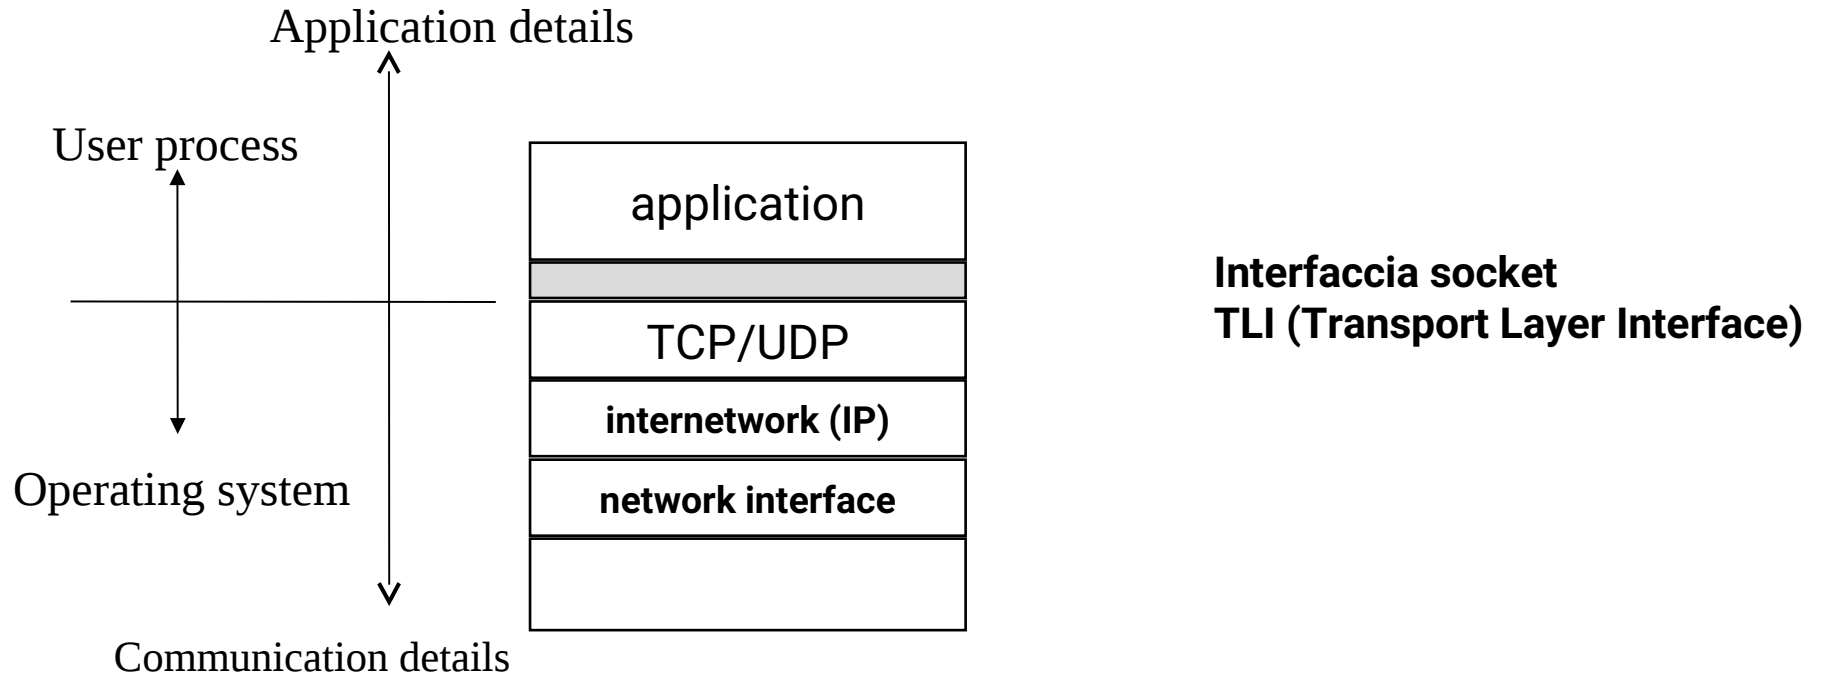 Application details
User process
application
Interfaccia socket
TLI (Transport Layer Interface)
TCP/UDP
internetwork (IP)
Operating system
network interface
Communication details